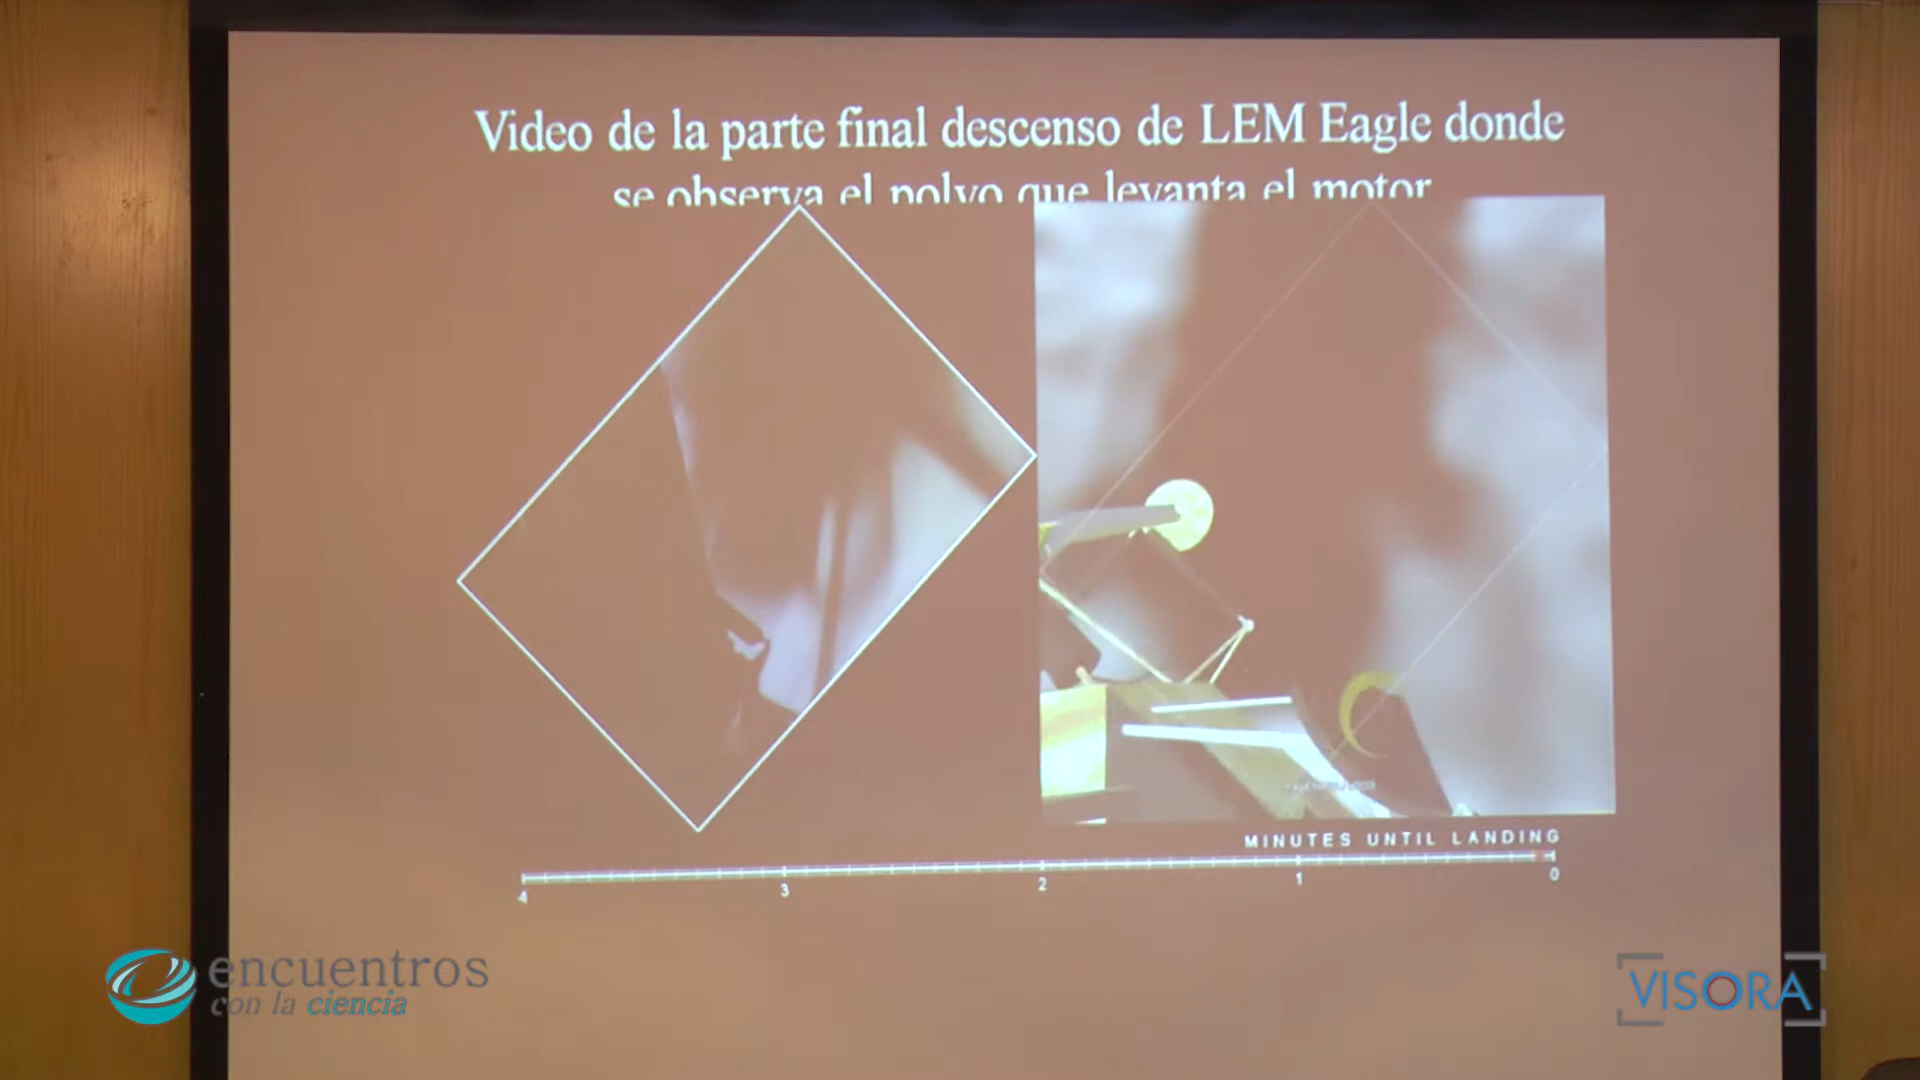 Video de la parte final descenso de LEM Eagle donde
se observa el polvo que levanta el motor
MINUTES UNTIL LANDING
4 3 2 1 0
encuentros
con la ciencia
VISORA